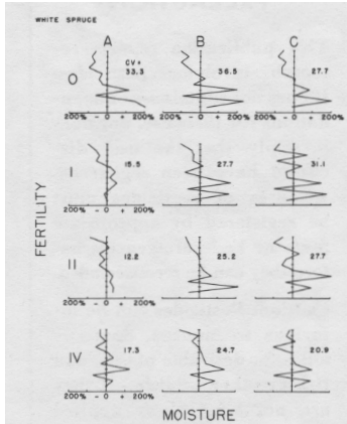 WHITE SPRUCE
A B C
O
CV=
33.3
36.5
27.7
200% - 0 + 200% 200% - 0 + 200% 200% - 0 + 200%
I
15.5
27.7
31.1
200% - 0 + 200%
II
12.2
25.2
27.7
200% - 0 + 200%
IV
17.3
24.7
20.9
200% - 0 + 200%
FERTILITY
MOISTURE